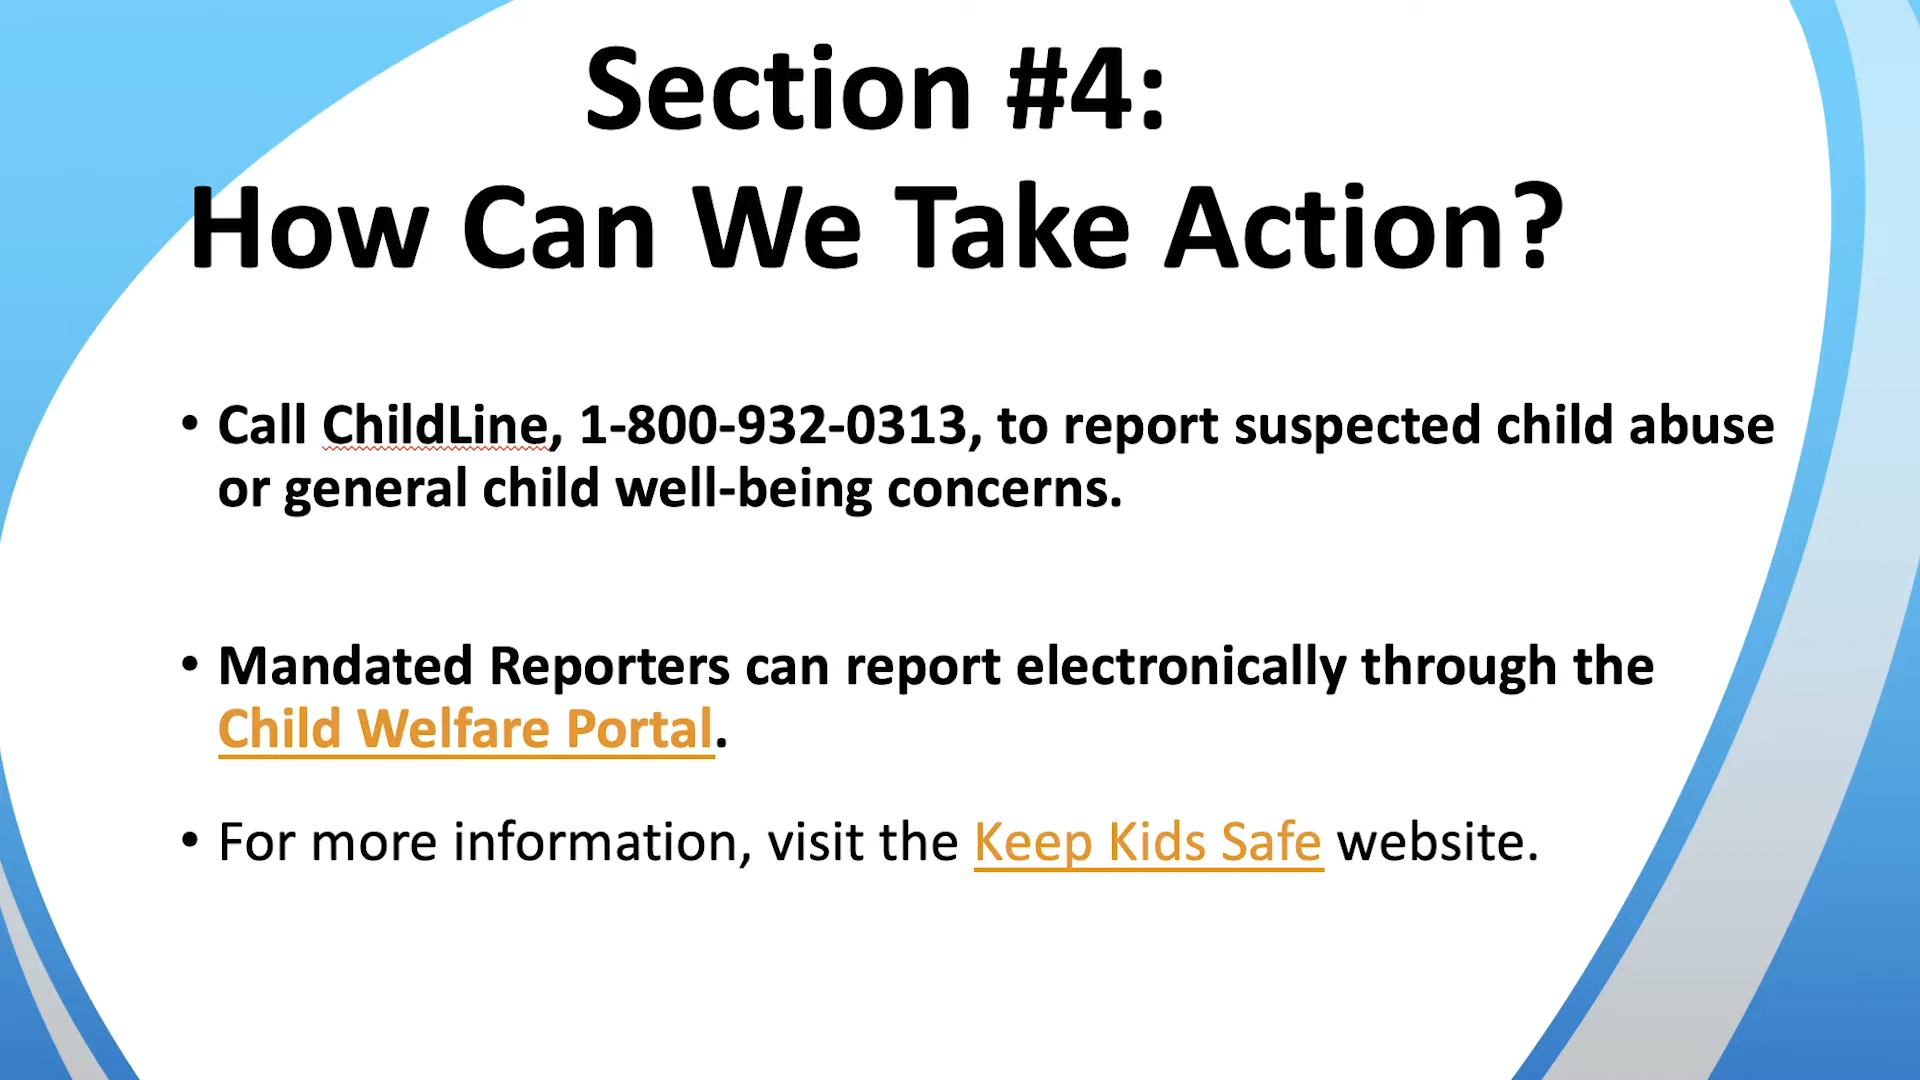 Section #4:
How Can We Take Action?
• Call ChildLine, 1-800-932-0313, to report suspected child abuse
or general child well-being concerns.
• Mandated Reporters can report electronically through the
Child Welfare Portal.
• For more information, visit the Keep Kids Safe website.